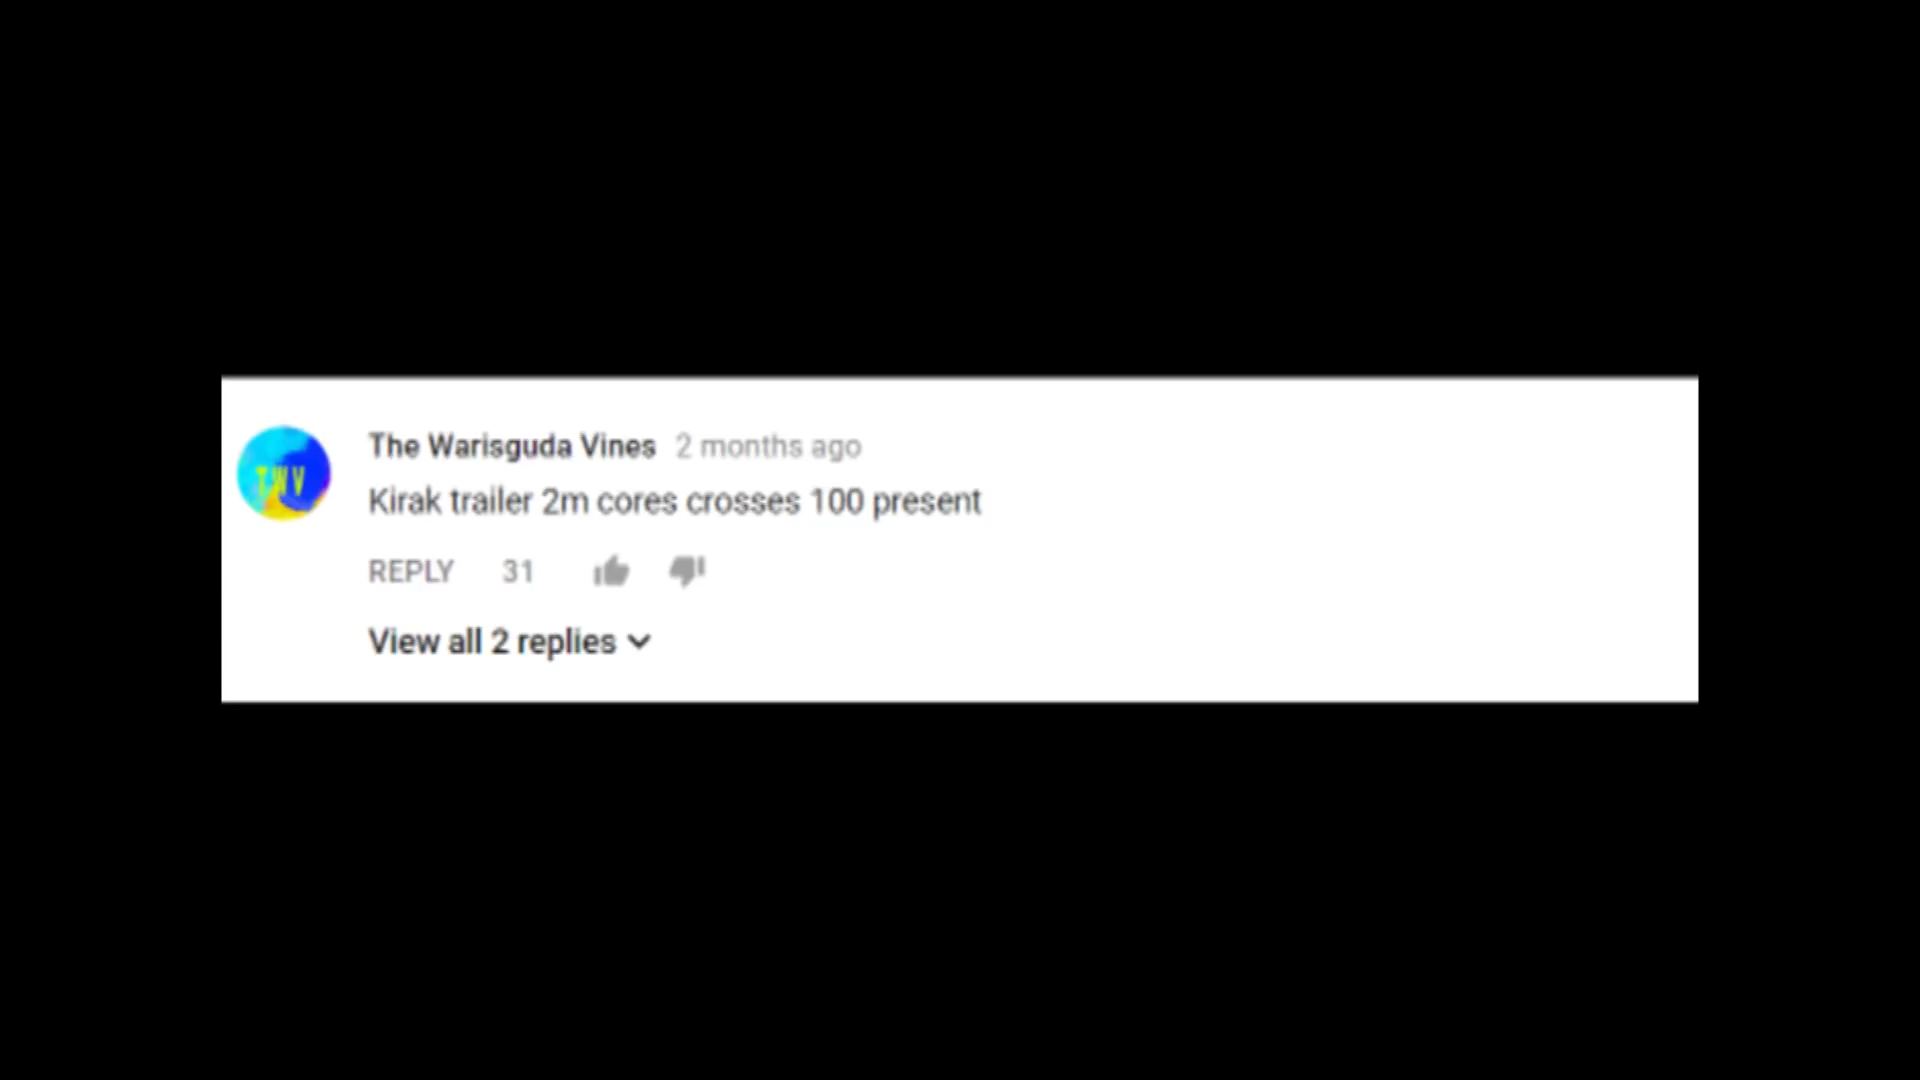 TWV
The Warisguda Vines 2 months ago
Kirak trailer 2m cores crosses 100 present
REPLY 31
View all 2 replies